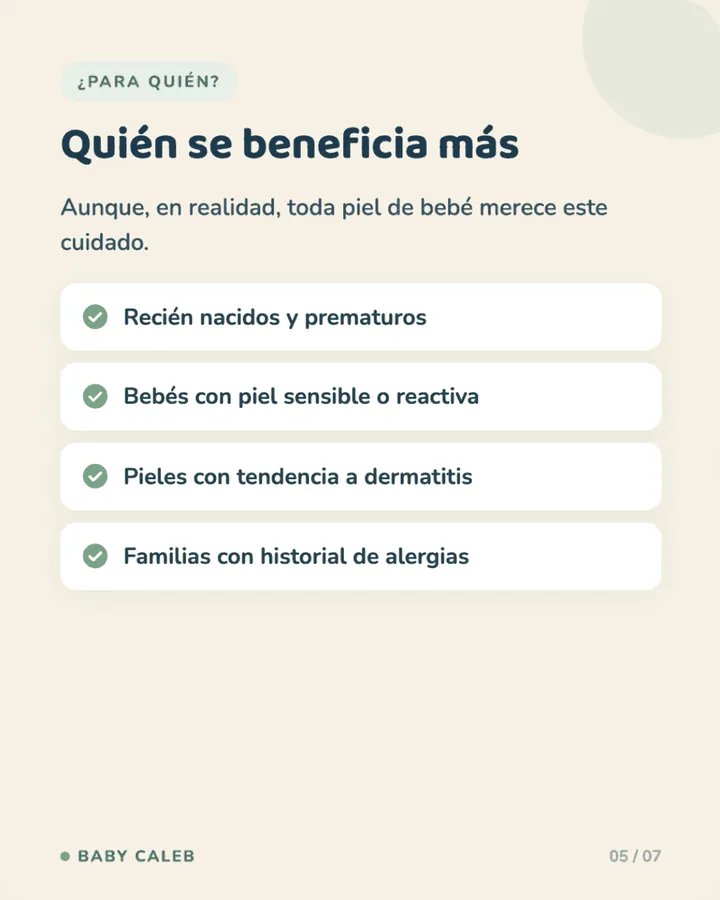 ¿PARA QUIÉN?
Quién se beneficia más
Aunque, en realidad, toda piel de bebé merece este
cuidado.
Recién nacidos y prematuros
Bebés con piel sensible o reactiva
Pieles con tendencia a dermatitis
Familias con historial de alergias
BABY CALEB
05 / 07